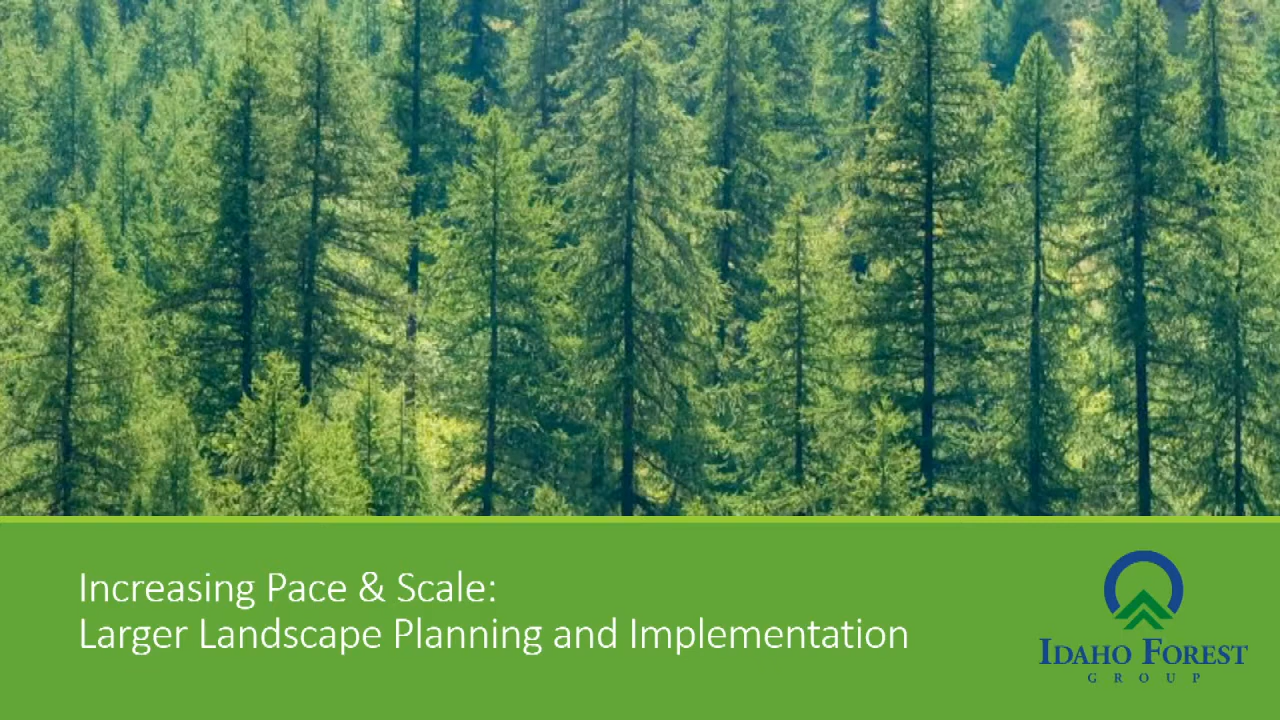 Increasing Pace & Scale:
Larger Landscape Planning and Implementation
IDAHO FOREST
GROUP